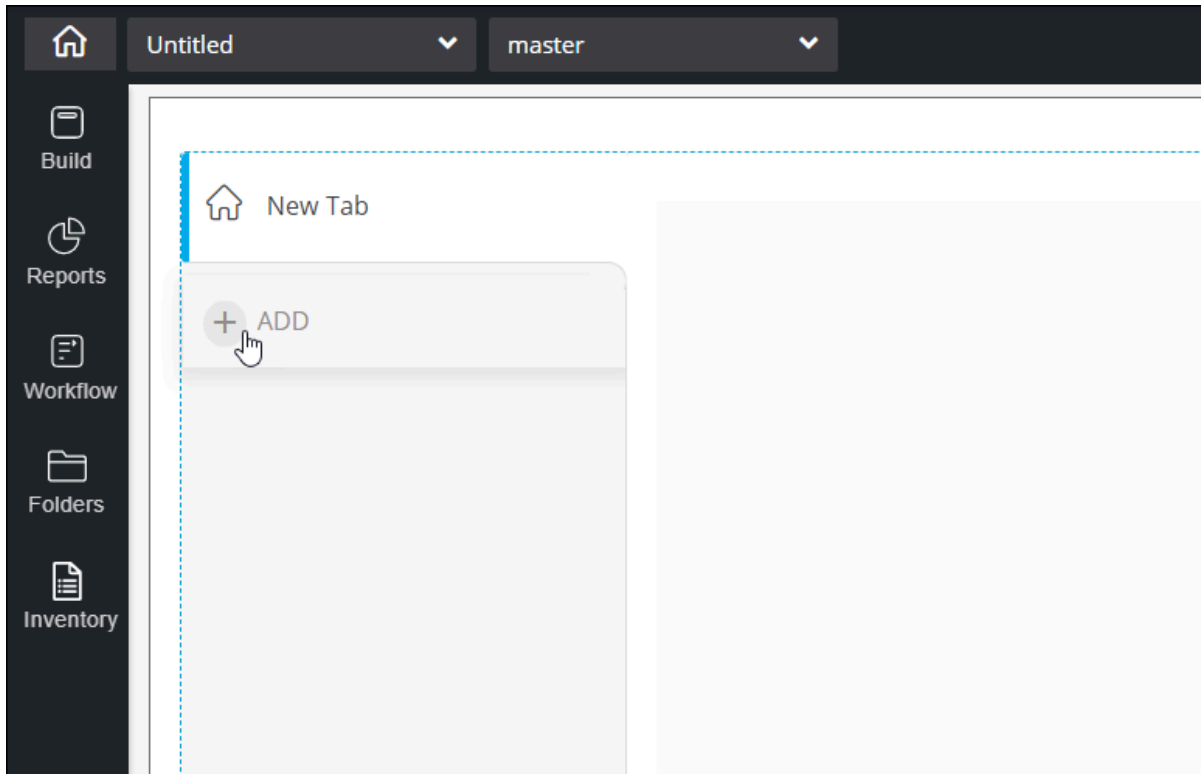 Untitled
master
Build
Reports
Workflow
Folders
Inventory
New Tab
ADD